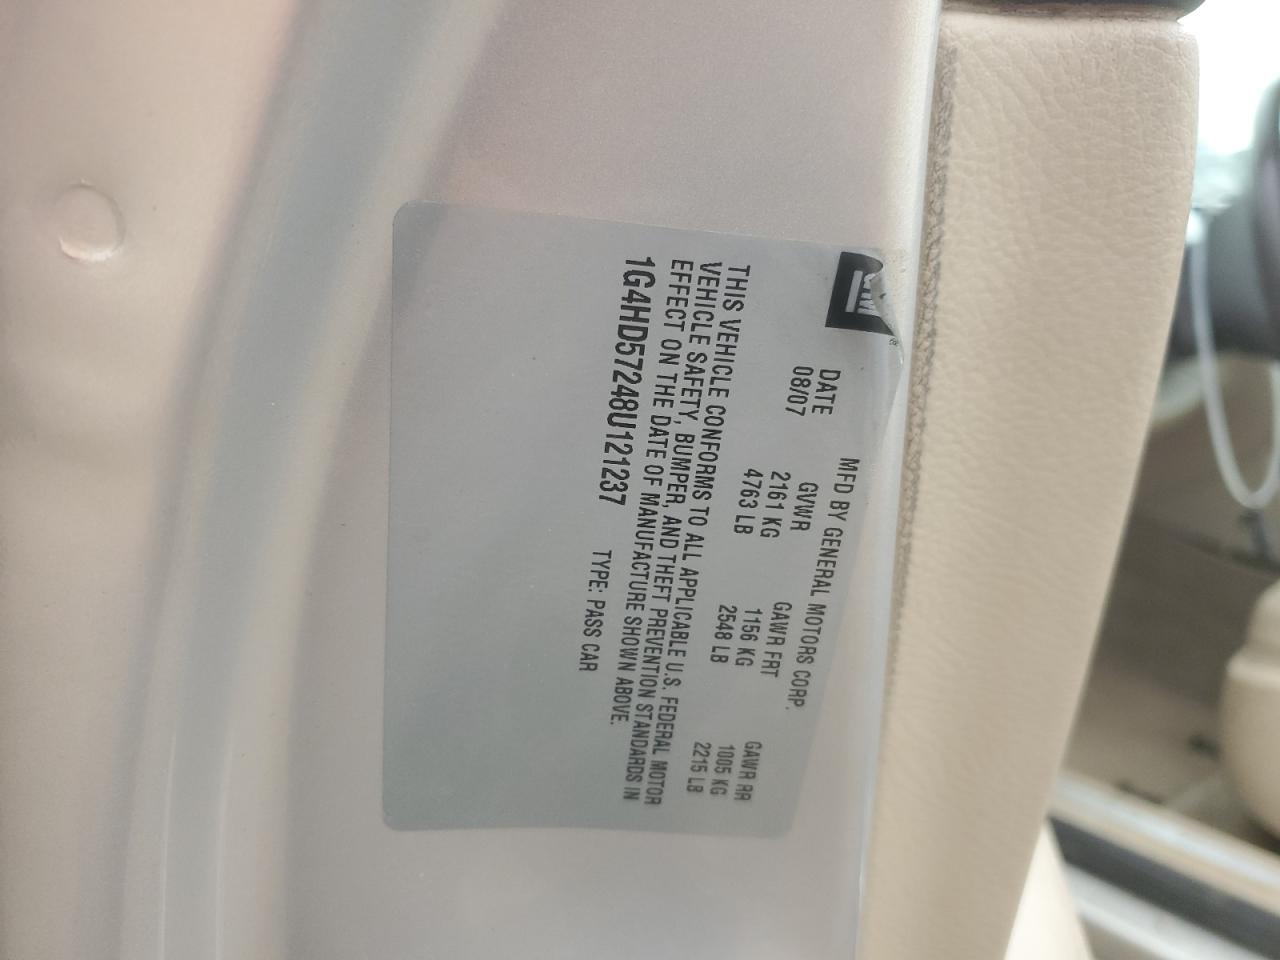 GM
MFD BY GENERAL MOTORS CORP.
DATE GVWR GAWR FRT GAWR RR
08/07 2161 KG 1156 KG 1005 KG
4763 LB 2548 LB 2215 LB
THIS VEHICLE CONFORMS TO ALL APPLICABLE U.S. FEDERAL MOTOR
VEHICLE SAFETY, BUMPER, AND THEFT PREVENTION STANDARDS IN
EFFECT ON THE DATE OF MANUFACTURE SHOWN ABOVE.
1G4HD57248U121237 TYPE: PASS CAR